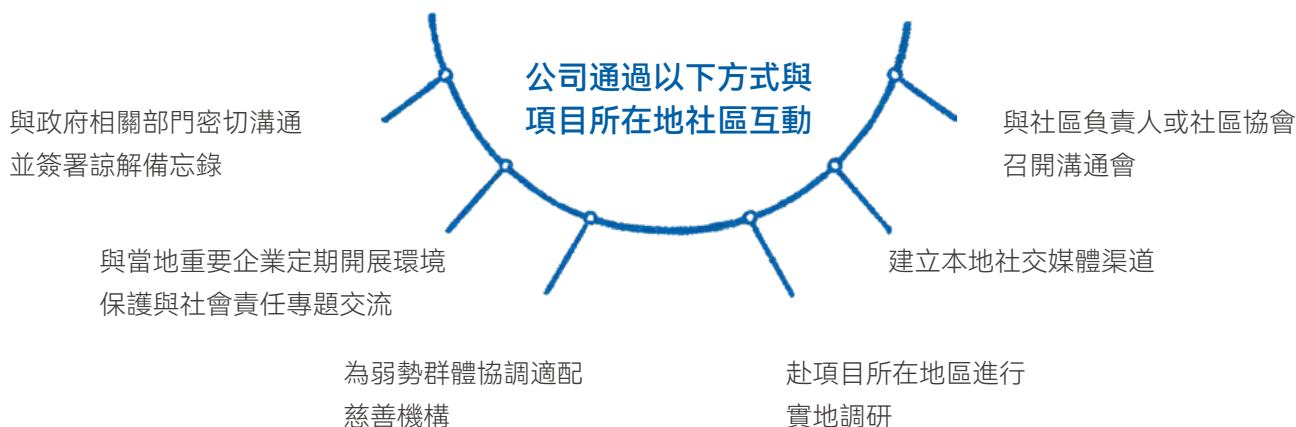 公司通過以下方式與
項目所在地社區互動
與政府相關部門密切溝通
並簽署諒解備忘錄
與社區負責人或社區協會
召開溝通會
與當地重要企業定期開展環境
保護與社會責任專題交流
建立本地社交媒體渠道
為弱勢群體協調適配
慈善機構
赴項目所在地區進行
實地調研